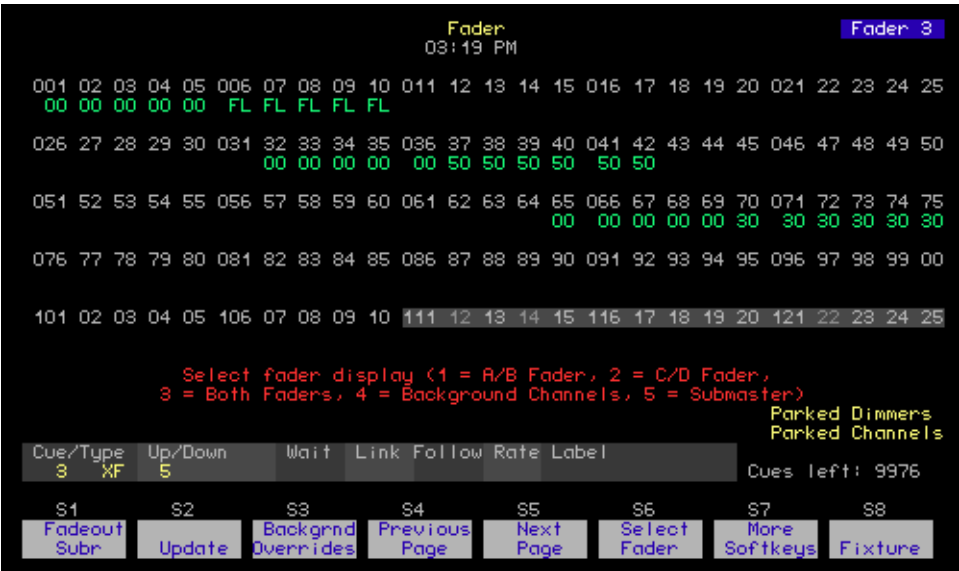 Fader Fader 3
03:19 PM
001 02 03 04 05 006 07 08 09 10 011 12 13 14 15 016 17 18 19 20 021 22 23 24 25
00 00 00 00 00 FL FL FL FL FL
026 27 28 29 30 031 32 33 34 35 036 37 38 39 40 041 42 43 44 45 046 47 48 49 50
00 00 00 00 00 50 50 50 50 50 50
051 52 53 54 55 056 57 58 59 60 061 62 63 64 65 066 67 68 69 70 071 72 73 74 75
00 00 00 00 00 30 30 30 30 30 30
076 77 78 79 80 081 82 83 84 85 086 87 88 89 90 091 92 93 94 95 096 97 98 99 00
101 02 03 04 05 106 07 08 09 10 111 12 13 14 15 116 17 18 19 20 121 22 23 24 25
Select fader display (1 = A/B Fader, 2 = C/D Fader,
3 = Both Faders, 4 = Background Channels, 5 = Submaster)
Parked Dimmers
Parked Channels
Cue/Type Up/Down Wait Link Follow Rate Label
3 XF 5 Cues left: 9976
S1 S2 S3 S4 S5 S6 S7 S8
Fadeout Backgrnd Previous Next Select More
Subr Update Overrides Page Page Fader Softkeys Fixture